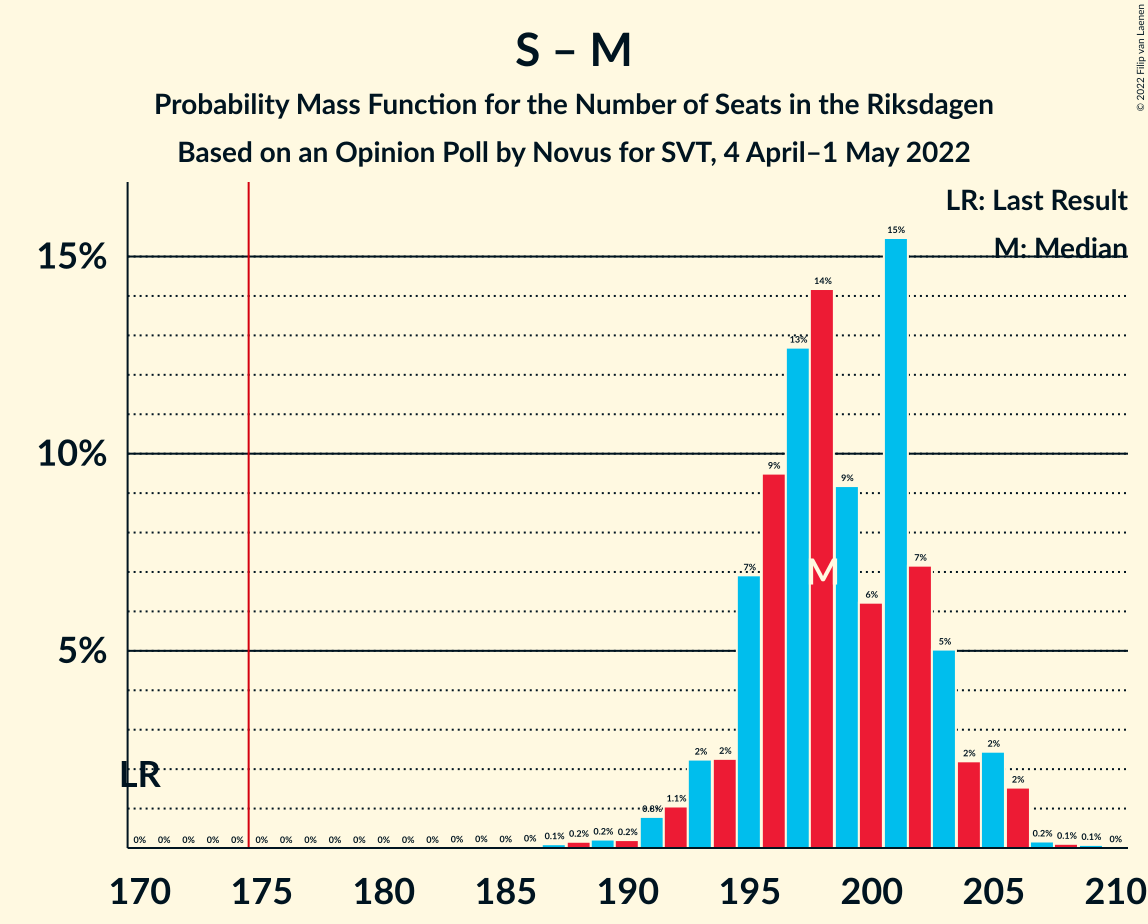 S – M
Probability Mass Function for the Number of Seats in the Riksdagen
Based on an Opinion Poll by Novus for SVT, 4 April–1 May 2022
© 2022 Filip van Laenen
LR: Last Result
M: Median
15%
10%
5%
LR
M
0% 0% 0% 0% 0% 0% 0% 0% 0% 0% 0% 0% 0% 0% 0% 0% 0% 0.1% 0.2% 0.2% 0.2% 0.8% 1.1% 2% 2% 7% 9% 13% 14% 9% 6% 15% 7% 5% 2% 2% 2% 0.2% 0.1% 0.1% 0%
170 175 180 185 190 195 200 205 210